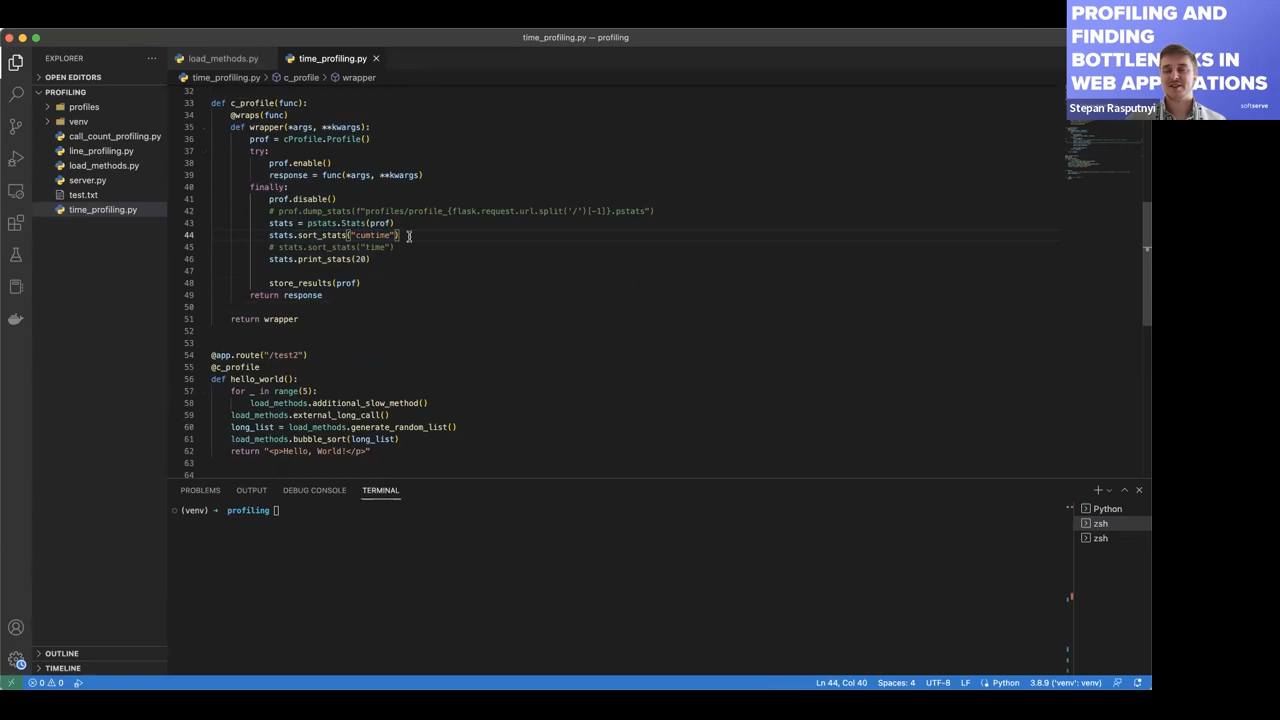 time_profiling.py — profiling
EXPLORER
load_methods.py
time_profiling.py
OPEN EDITORS
time_profiling.py > c_profile > wrapper
PROFILING
profiles
venv
call_count_profiling.py
line_profiling.py
load_methods.py
server.py
test.txt
time_profiling.py
32
33 def c_profile(func):
34 @wraps(func)
35 def wrapper(*args, **kwargs):
36 prof = cProfile.Profile()
37 try:
38 prof.enable()
39 response = func(*args, **kwargs)
40 finally:
41 prof.disable()
42 # prof.dump_stats(f"profiles/profile_{flask.request.url.split('/')[-1]}.pstats")
43 stats = pstats.Stats(prof)
44 stats.sort_stats("cumtime")
45 # stats.sort_stats("time")
46 stats.print_stats(20)
47
48 store_results(prof)
49 return response
50
51 return wrapper
52
53
54 @app.route("/test2")
55 @c_profile
56 def hello_world():
57 for _ in range(5):
58 load_methods.additional_slow_method()
59 load_methods.external_long_call()
60 long_list = load_methods.generate_random_list()
61 load_methods.bubble_sort(long_list)
62 return "<p>Hello, World!</p>"
63
64
PROBLEMS OUTPUT DEBUG CONSOLE TERMINAL
(venv) → profiling
Python
zsh
zsh
OUTLINE
TIMELINE
0 0
Ln 44, Col 40 Spaces: 4 UTF-8 LF Python 3.8.9 ('venv': venv)
PROFILING AND
FINDING
BOTTLEN KS IN
WEB APP ICATIONS
Stepan Rasputnyi
softserve